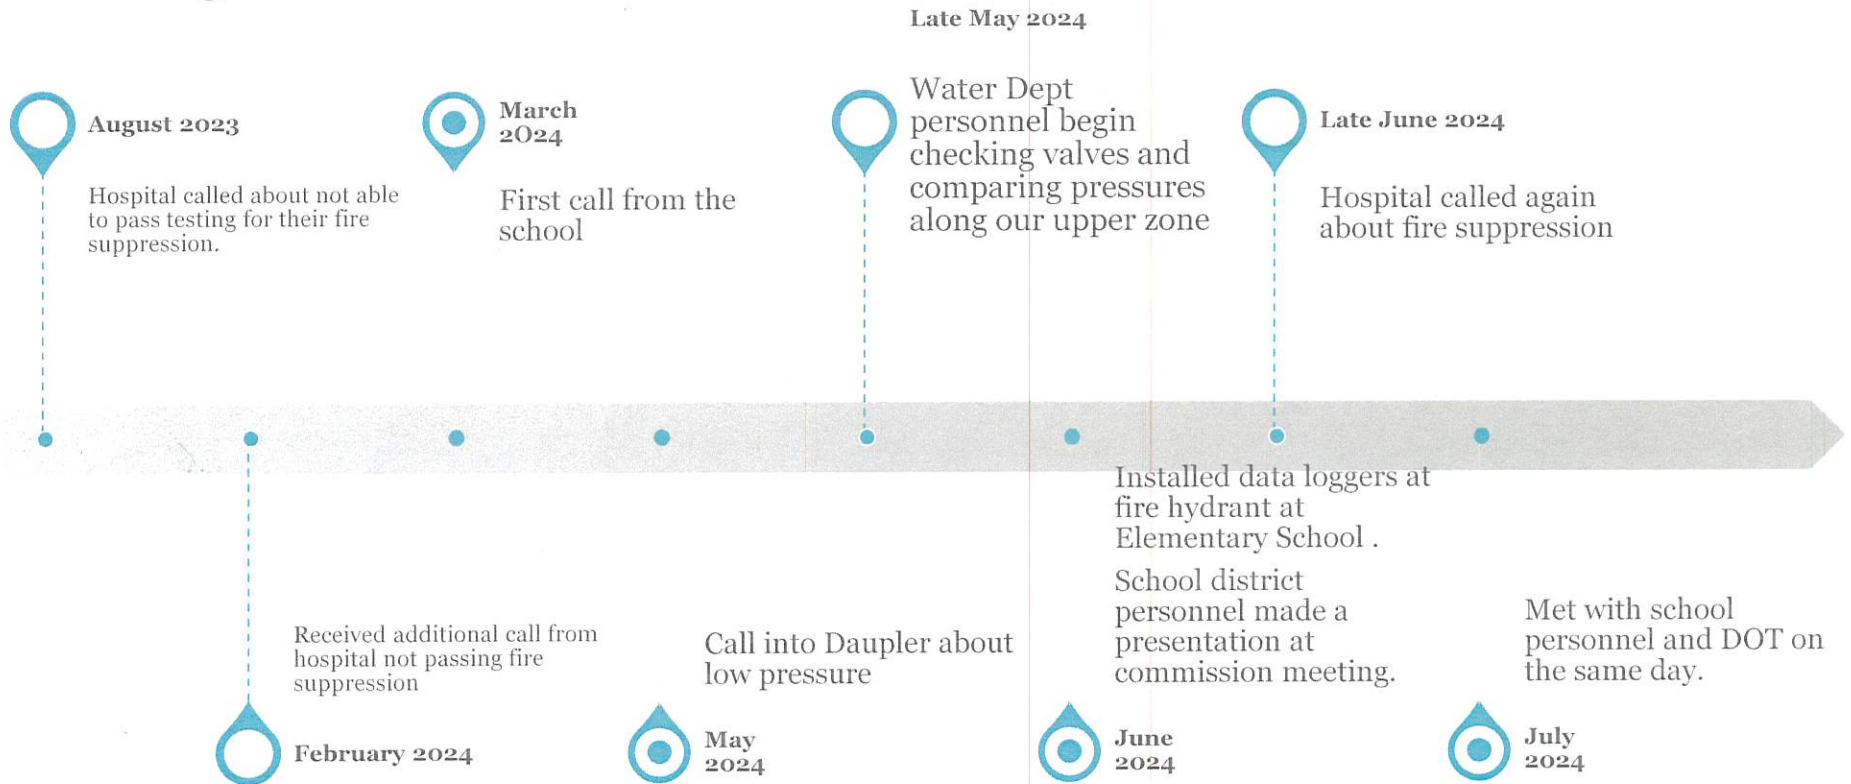 Late May 2024
August 2023
Hospital called about not able
to pass testing for their fire
suppression.
March
2024
First call from the
school
Water Dept
personnel begin
checking valves and
comparing pressures
along our upper zone
Late June 2024
Hospital called again
about fire suppression
Received additional call from
hospital not passing fire
suppression
February 2024
Call into Daupler about
low pressure
May
2024
Installed data loggers at
fire hydrant at
Elementary School .
School district
personnel made a
presentation at
commission meeting.
June
2024
Met with school
personnel and DOT on
the same day.
July
2024